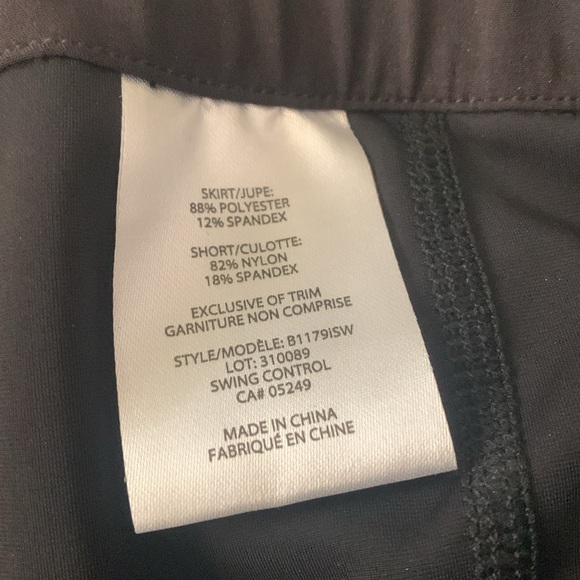 SKIRT/JUPE:
88% POLYESTER
12% SPANDEX
SHORT/CULOTTE:
82% NYLON
18% SPANDEX
EXCLUSIVE OF TRIM
GARNITURE NON COMPRISE
STYLE/MODÈLE: B1179iSW
LOT: 310089
SWING CONTROL
CA# 05249
MADE IN CHINA
FABRIQUÉ EN CHINE